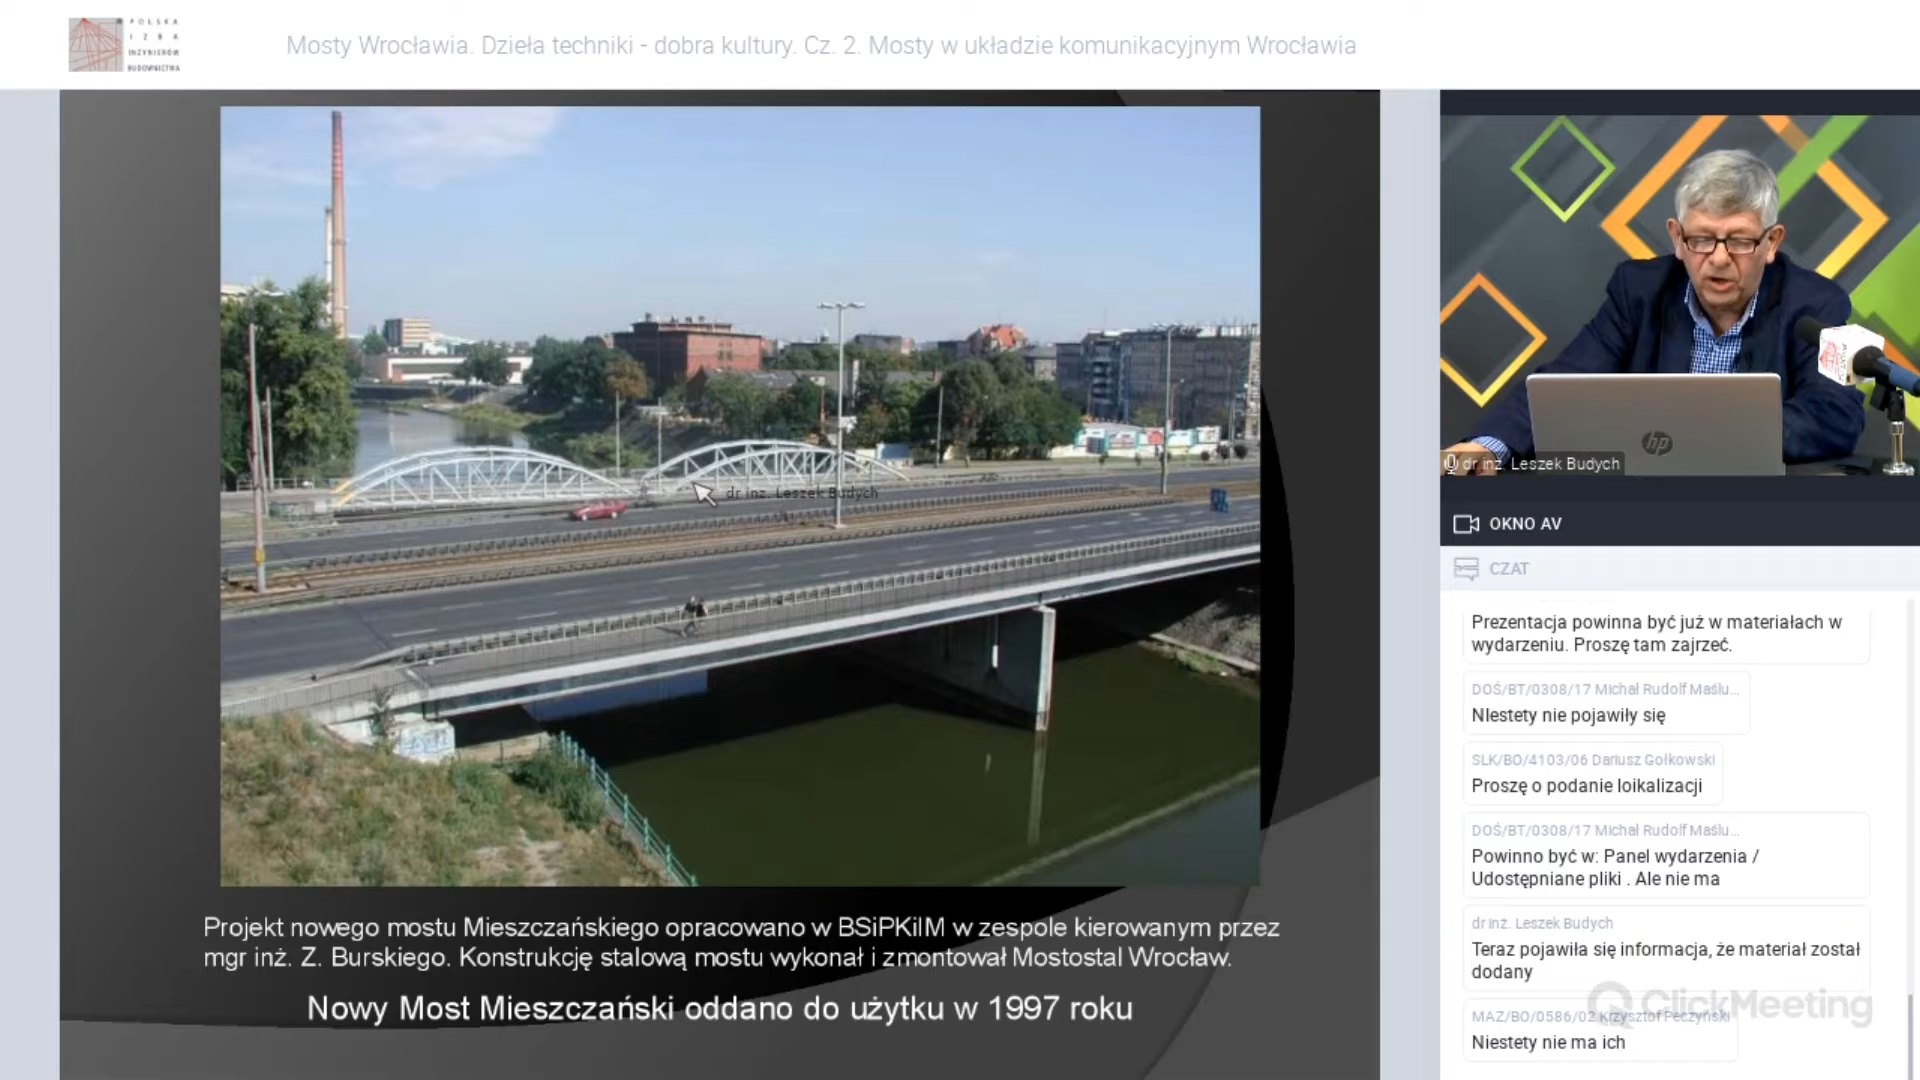 POLSKA
IZBA
INŻYNIERÓW
BUDOWNICTWA
Mosty Wrocławia. Dzieła techniki - dobra kultury. Cz. 2. Mosty w układzie komunikacyjnym Wrocławia
dr inż. Leszek Budych
Projekt nowego mostu Mieszczańskiego opracowano w BSiPKiIM w zespole kierowanym przez
mgr inż. Z. Burskiego. Konstrukcję stalową mostu wykonał i zmontował Mostostal Wrocław.
Nowy Most Mieszczański oddano do użytku w 1997 roku
hp
dr inż. Leszek Budych
OKNO AV
CZAT
Prezentacja powinna być już w materiałach w
wydarzeniu. Proszę tam zajrzeć.
DOŚ/BT/0308/17 Michał Rudolf Maślu...
NIestety nie pojawiły się
SLK/BO/4103/06 Dariusz Gołkowski
Proszę o podanie loikalizacji
DOŚ/BT/0308/17 Michał Rudolf Maślu...
Powinno być w: Panel wydarzenia /
Udostępniane pliki . Ale nie ma
dr inż. Leszek Budych
Teraz pojawiła się informacja, że materiał został
dodany
MAZ/BO/0586/02 Krzysztof Peczyński
Niestety nie ma ich
ClickMeeting